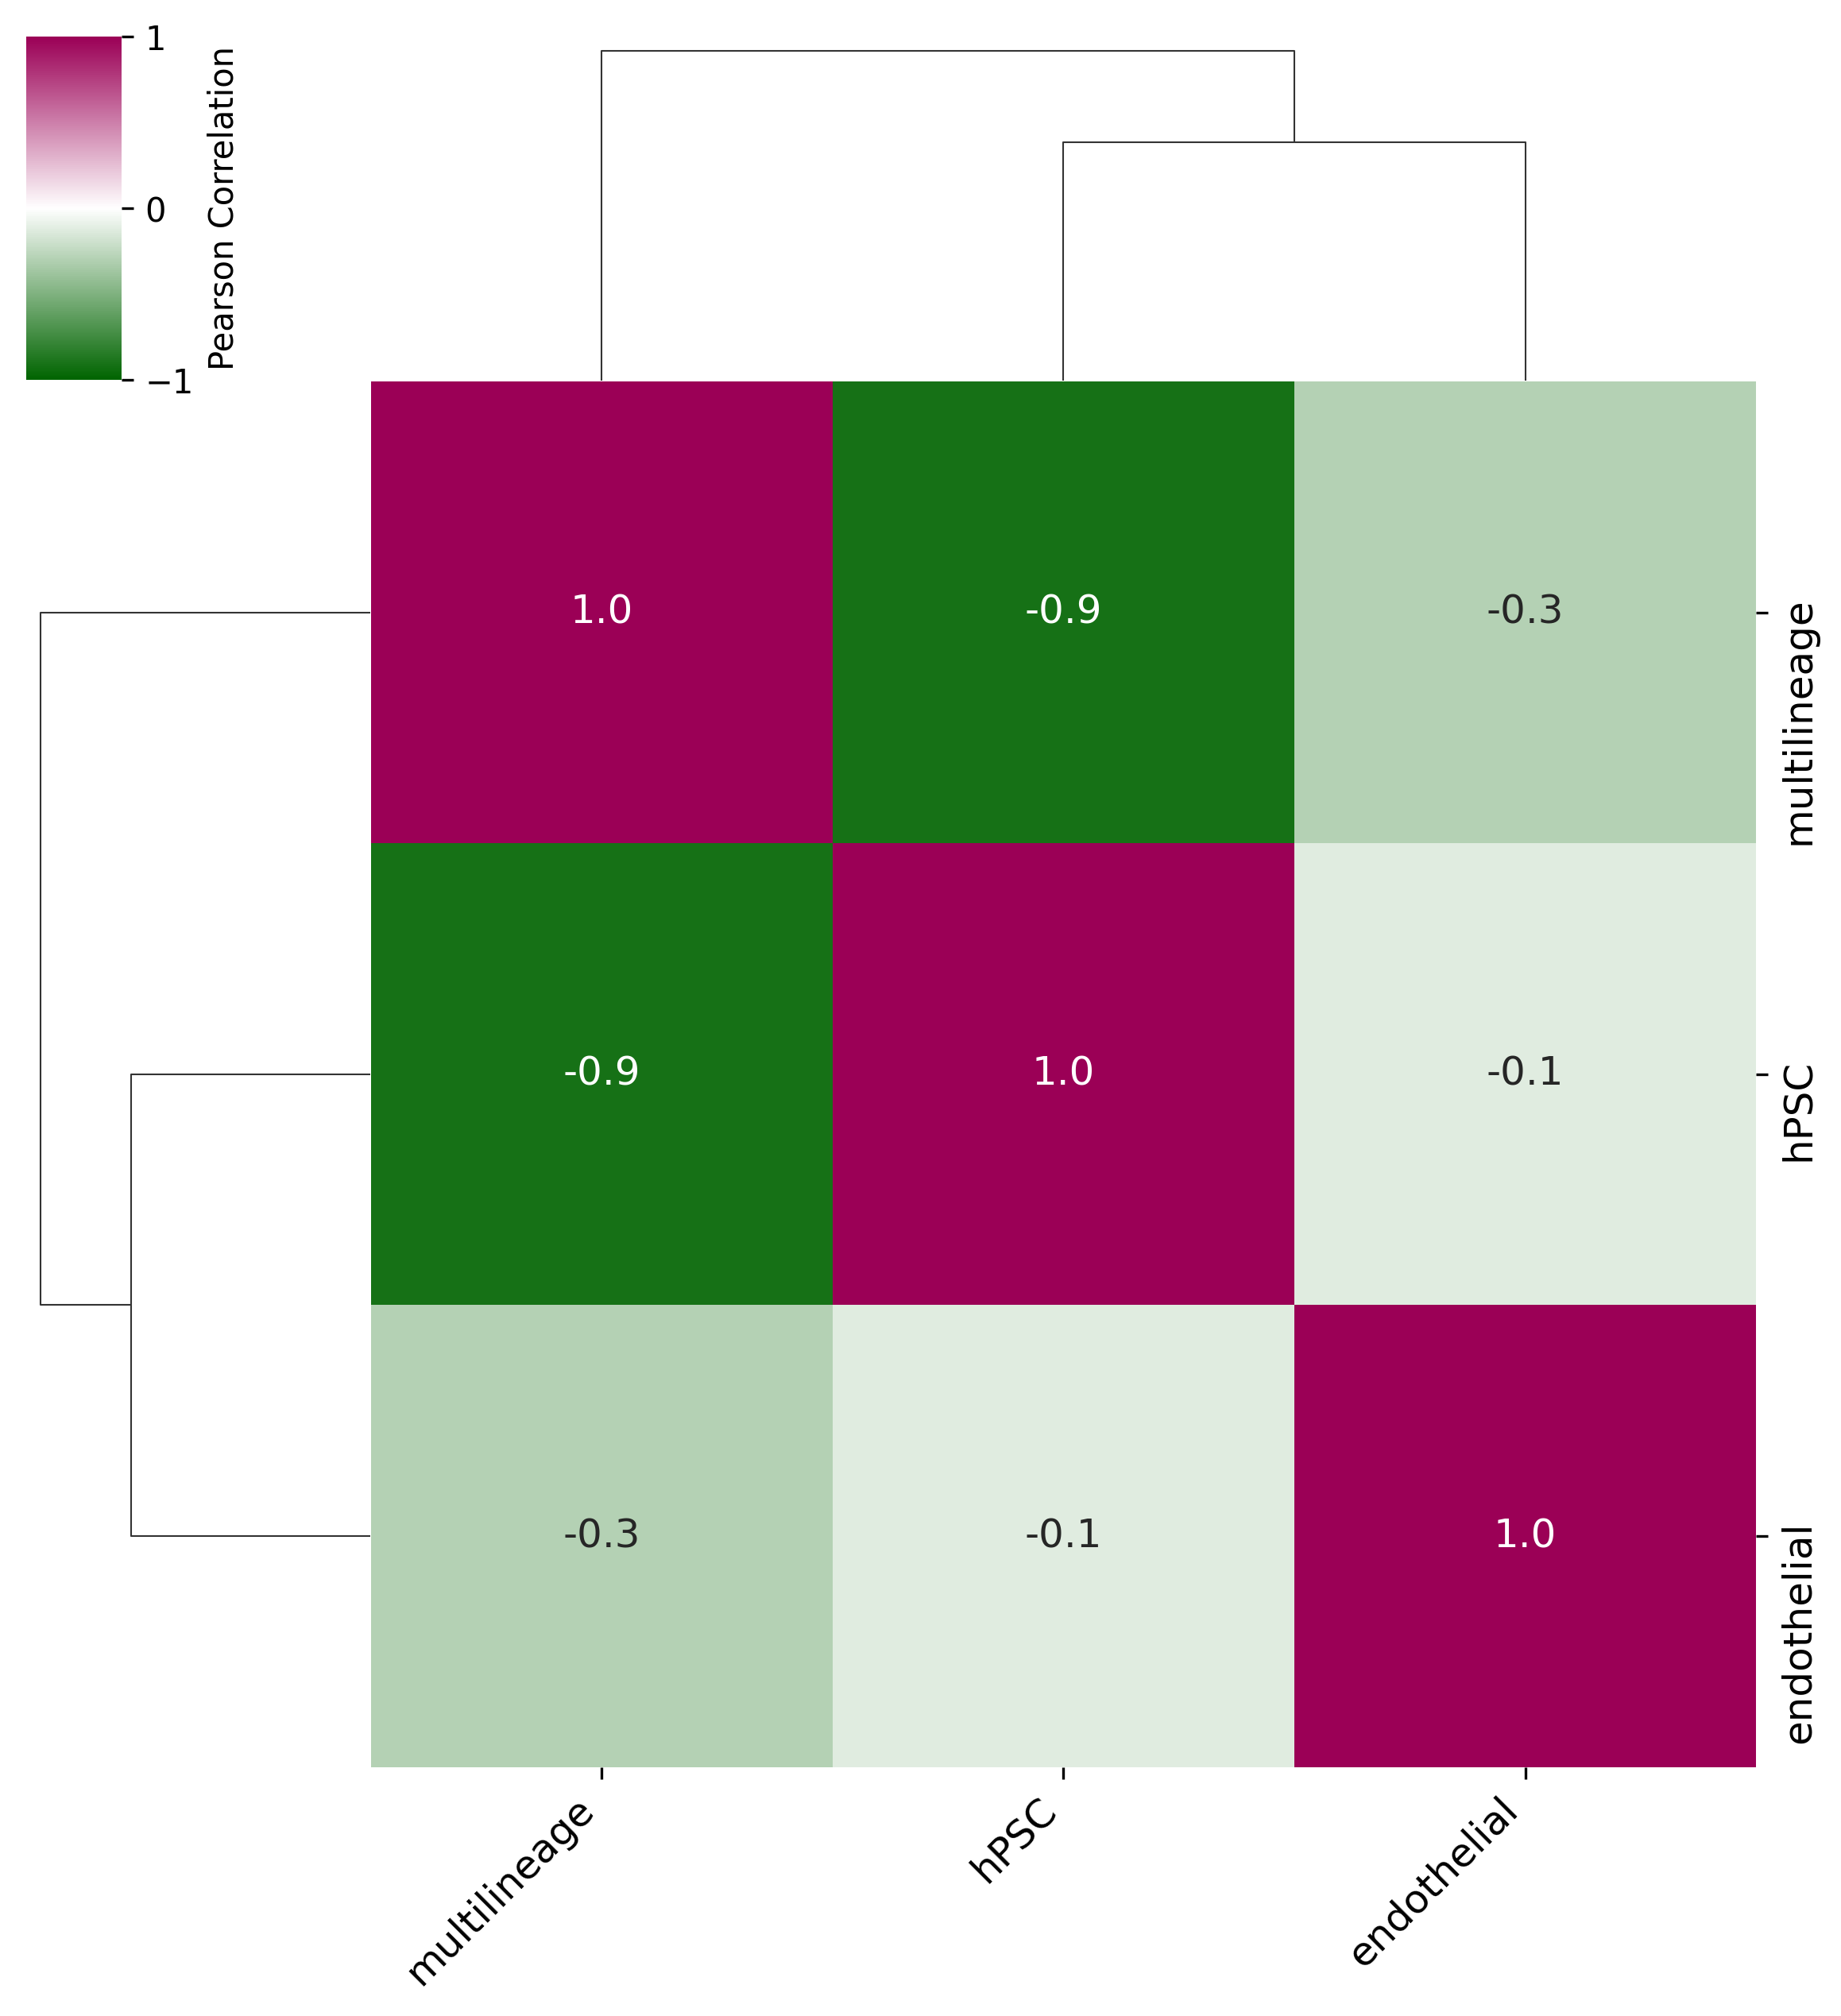 1
0
−1
Pearson Correlation
1.0 -0.9 -0.3
multilineage
-0.9 1.0 -0.1
hPSC
-0.3 -0.1 1.0
endothelial
multilineage hPSC endothelial